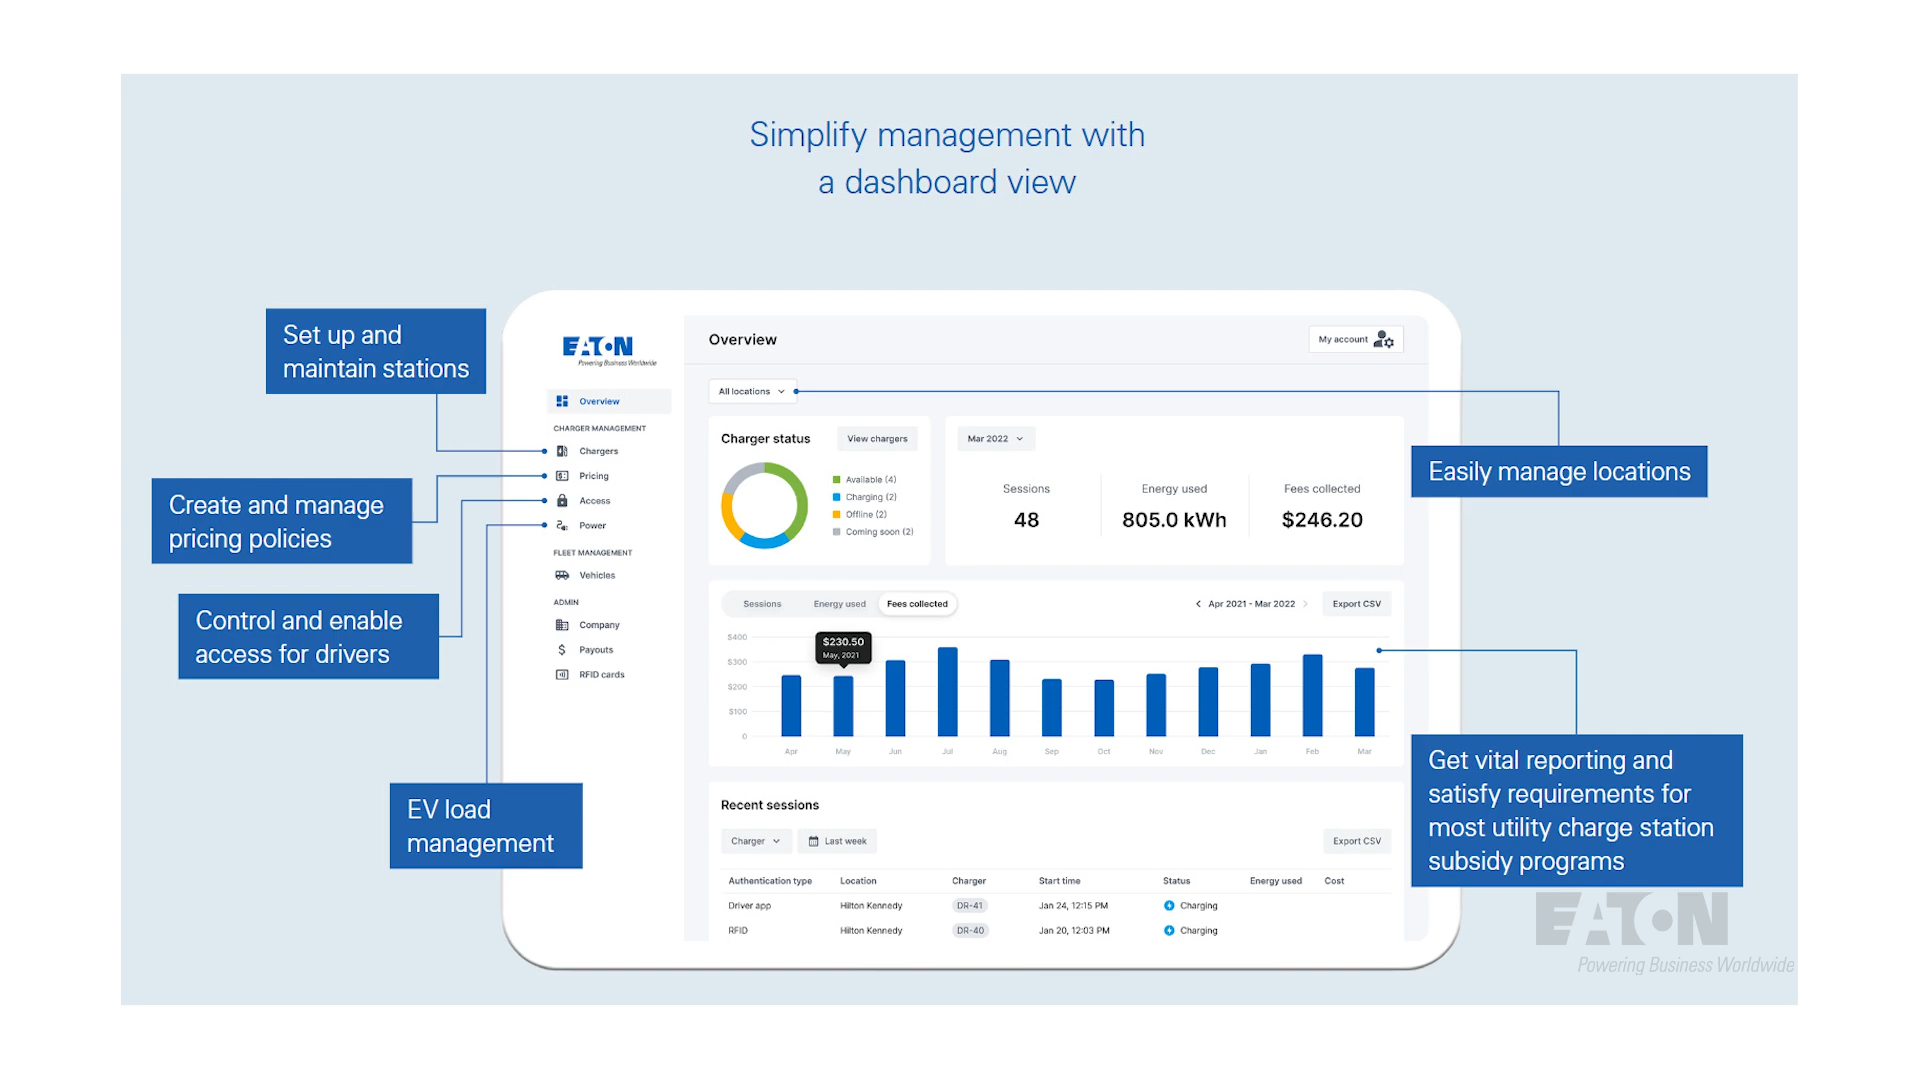 Simplify management with
a dashboard view
Set up and
maintain stations
Create and manage
pricing policies
Control and enable
access for drivers
EV load
management
EATON
Powering Business Worldwide
Overview
CHARGER MANAGEMENT
Chargers
Pricing
Access
Power
FLEET MANAGEMENT
Vehicles
ADMIN
Company
Payouts
RFID cards
Overview
My account
All locations
Charger status
View chargers
Available (4)
Charging (2)
Offline (2)
Coming soon (2)
Mar 2022
Sessions Energy used Fees collected
48 805.0 kWh $246.20
Sessions Energy used Fees collected
Apr 2021 - Mar 2022
Export CSV
$230.50
May, 2021
$400
$300
$200
$100
0
Apr May Jun Jul Aug Sep Oct Nov Dec Jan Feb Mar
Recent sessions
Charger
Last week
Export CSV
Authentication type Location Charger Start time Status Energy used Cost
Driver app Hilton Kennedy DR-41 Jan 24, 12:15 PM Charging
RFID Hilton Kennedy DR-40 Jan 20, 12:03 PM Charging
Easily manage locations
Get vital reporting and
satisfy requirements for
most utility charge station
subsidy programs
EATON
Powering Business Worldwide